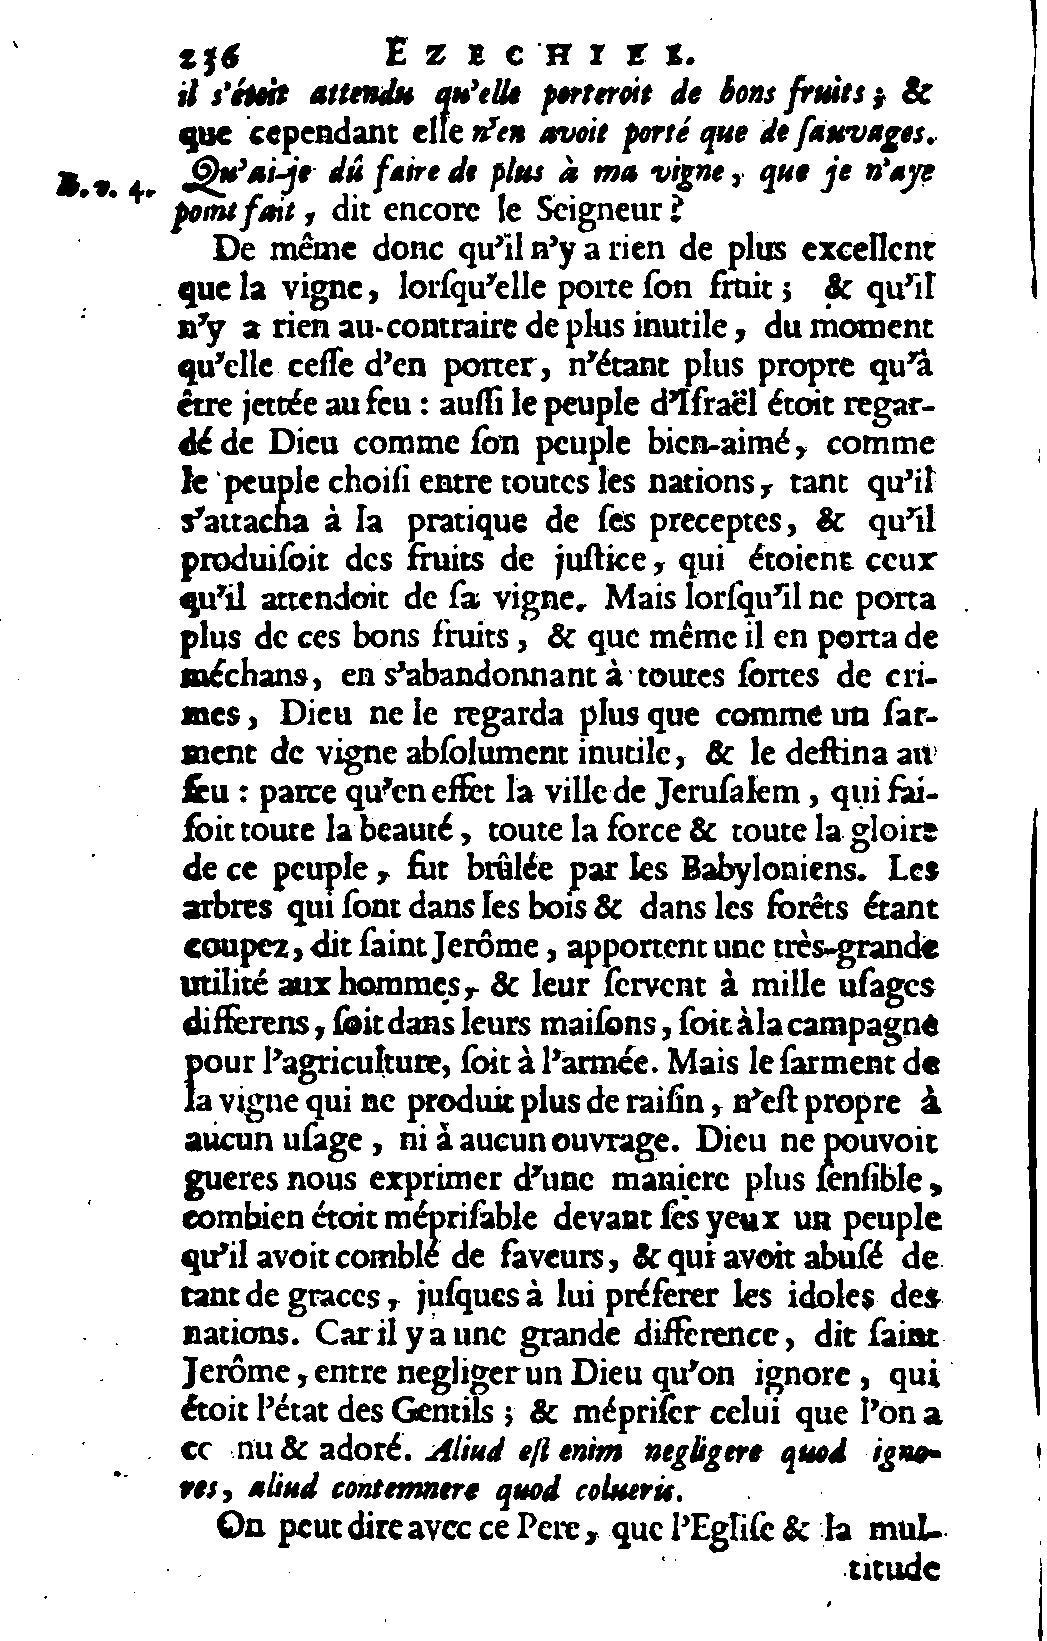 236 EZECHIEL.
il s'étoit attendu qu'elle porteroit de bons fruits ; &
que cependant elle n'en avoit porté que de ſauvages.
Qu'ai-je dû faire de plus à ma vigne, que je n'aye
B. v. 4.
point fait, dit encore le Seigneur ?
De même donc qu'il n'y a rien de plus excellent
que la vigne, lorſqu'elle porte ſon fruit ; & qu'il
n'y a rien au-contraire de plus inutile, du moment
qu'elle ceſſe d'en porter, n'étant plus propre qu'à
être jettée au feu : auſſi le peuple d'Iſraël étoit regar-
dé de Dieu comme ſon peuple bien-aimé, comme
le peuple choiſi entre toutes les nations, tant qu'il
s'attacha à la pratique de ſes preceptes, & qu'il
produiſoit des fruits de juſtice, qui étoient ceux
qu'il attendoit de ſa vigne. Mais lorſqu'il ne porta
plus de ces bons fruits, & que même il en porta de
méchans, en s'abandonnant à toutes ſortes de cri-
mes, Dieu ne le regarda plus que comme un ſar-
ment de vigne abſolument inutile, & le deſtina au
feu : parce qu'en effet la ville de Jeruſalem, qui fai-
ſoit toute la beauté, toute la force & toute la gloire
de ce peuple, fut brûlée par les Babyloniens. Les
arbres qui ſont dans les bois & dans les forêts étant
coupez, dit ſaint Jerôme, apportent une très-grande
utilité aux hommes, & leur ſervent à mille uſages
differens, ſoit dans leurs maiſons, ſoit à la campagne
pour l'agriculture, ſoit à l'armée. Mais le ſarment de
la vigne qui ne produit plus de raiſin, n'eſt propre à
aucun uſage, ni à aucun ouvrage. Dieu ne pouvoit
gueres nous exprimer d'une maniere plus ſenſible,
combien étoit mépriſable devant ſes yeux un peuple
qu'il avoit comblé de faveurs, & qui avoit abuſé de
tant de graces, juſques à lui préferer les idoles des
nations. Car il y a une grande difference, dit ſaint
Jerôme, entre negliger un Dieu qu'on ignore, qui
étoit l'état des Gentils ; & mépriſer celui que l'on a
cc nu & adoré. Aliud eſt enim negligere quod igno-
res, aliud contemnere quod colueris.
On peut dire avec ce Pere, que l'Egliſe & la mul-
titude